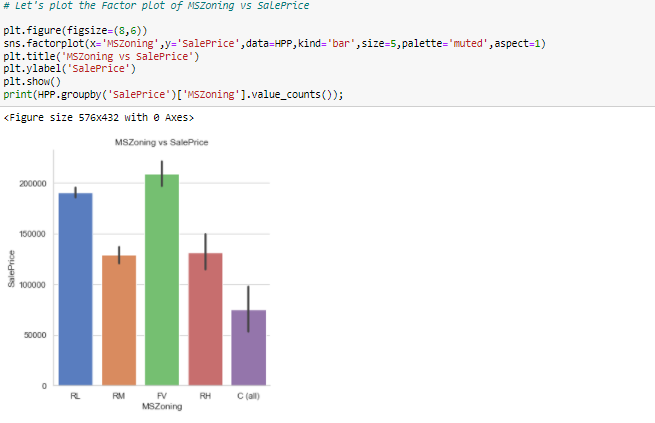 # Let's plot the Factor plot of MSZoning vs SalePrice
plt.figure(figsize=(8,6))
sns.factorplot(x='MSZoning',y='SalePrice',data=HPP,kind='bar',size=5,palette='muted',aspect=1)
plt.title('MSZoning vs SalePrice')
plt.ylabel('SalePrice')
plt.show()
print(HPP.groupby('SalePrice')['MSZoning'].value_counts());
<Figure size 576x432 with 0 Axes>
MSZoning vs SalePrice
200000
150000
100000
50000
0
SalePrice
RL RM FV RH C (all)
MSZoning